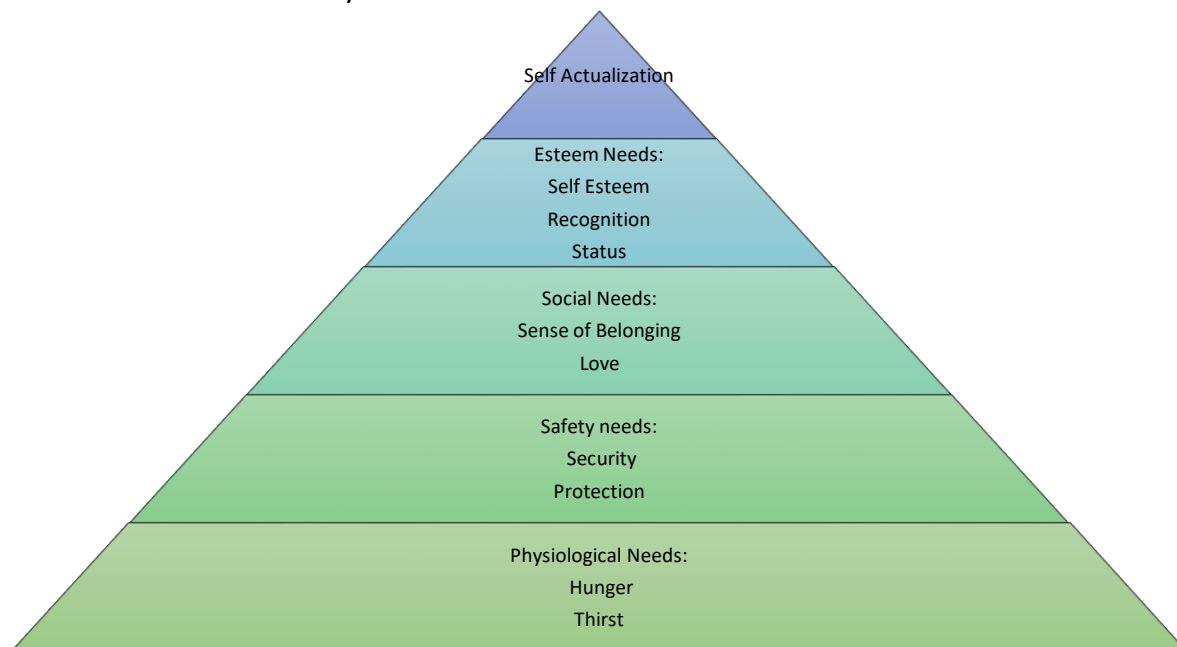 Self Actualization
Esteem Needs:
Self Esteem
Recognition
Status
Social Needs:
Sense of Belonging
Love
Safety needs:
Security
Protection
Physiological Needs:
Hunger
Thirst